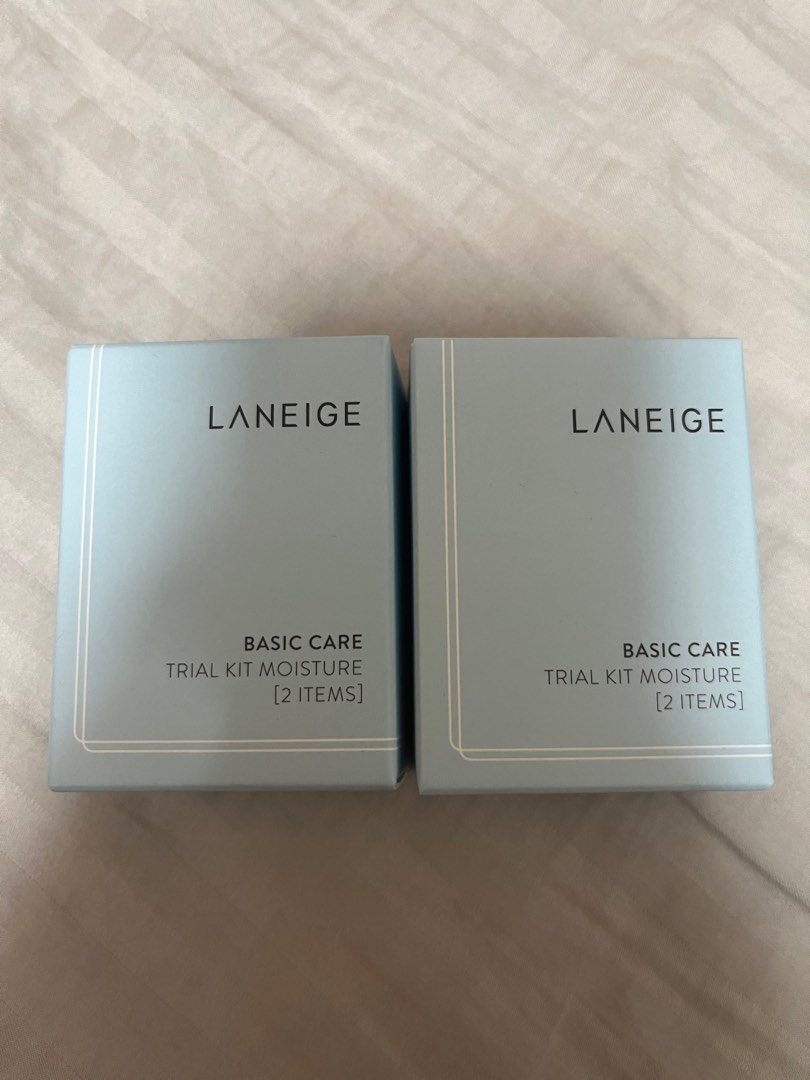 LANEIGE
BASIC CARE
TRIAL KIT MOISTURE
[2 ITEMS]
LANEIGE
BASIC CARE
TRIAL KIT MOISTURE
[2 ITEMS]